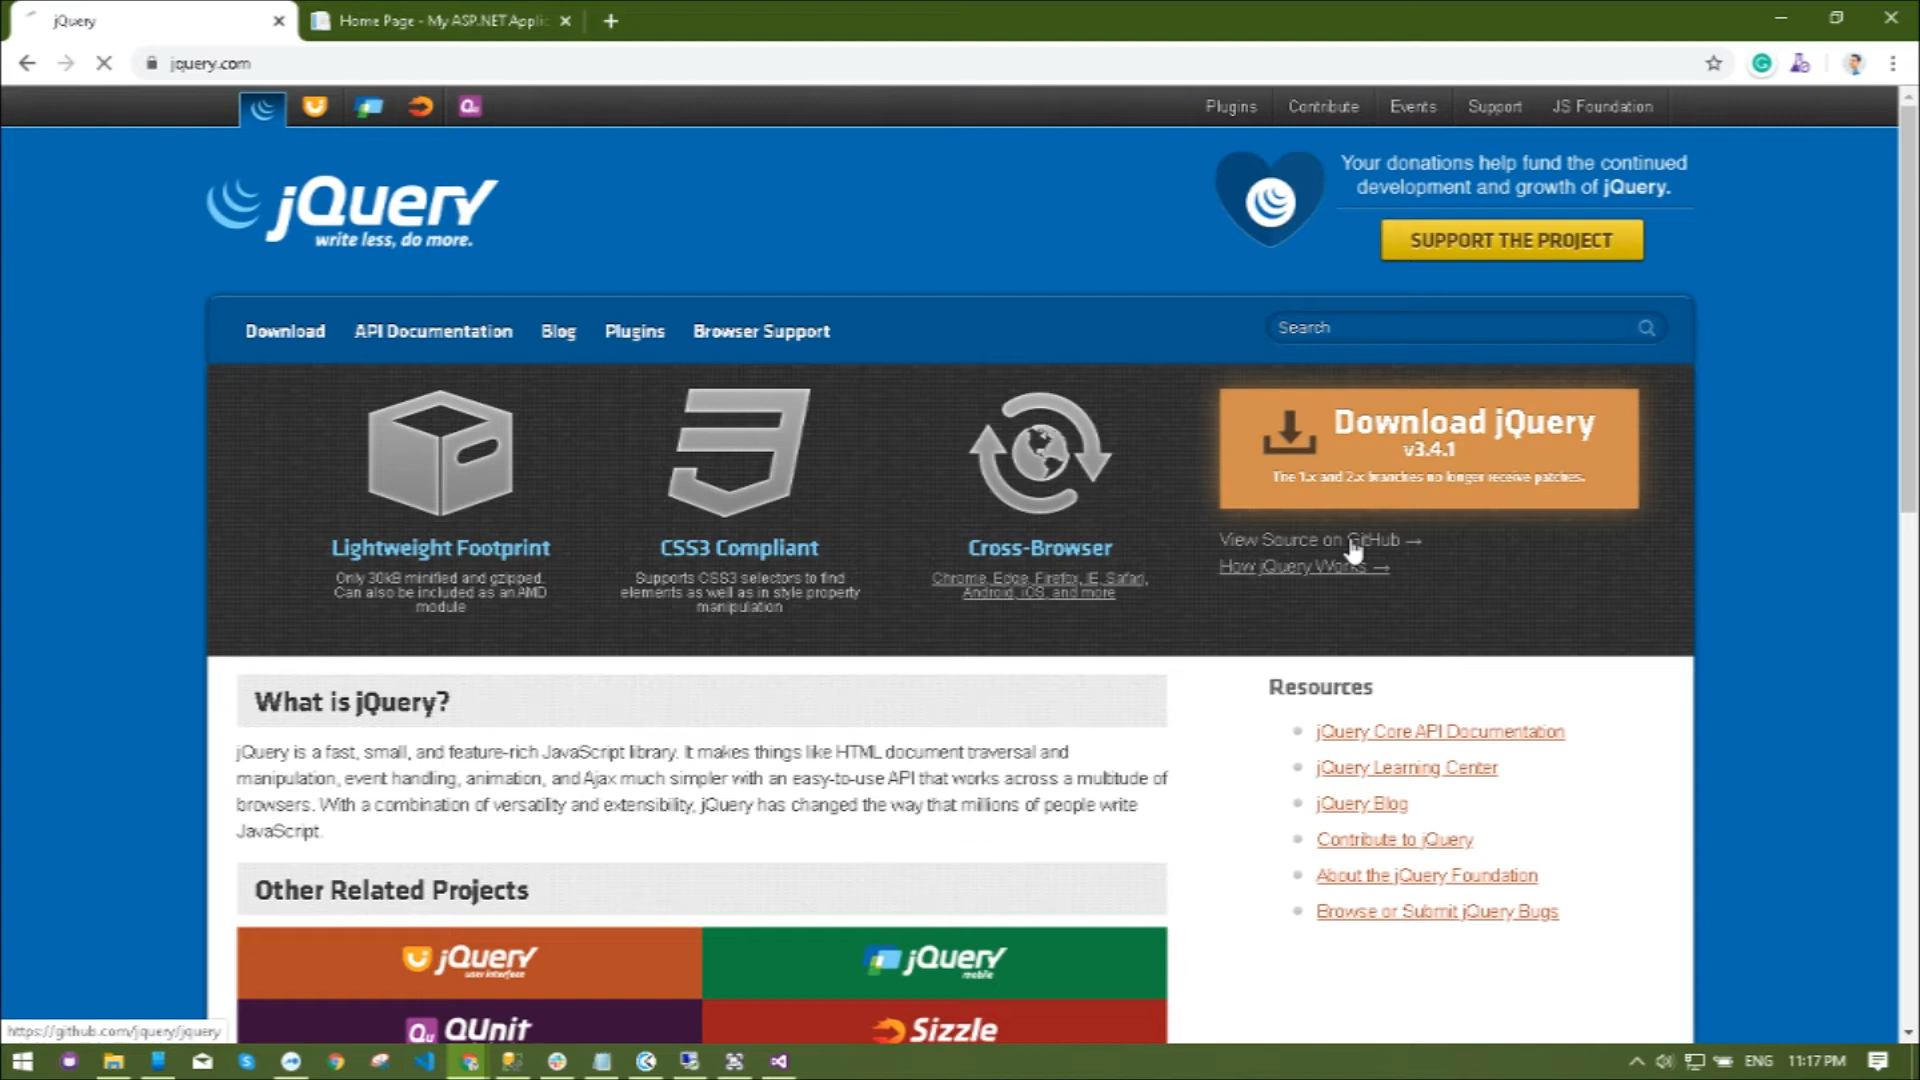 jQuery
Home Page - My ASP.NET Applic
jquery.com
Plugins
Contribute
Events
Support
JS Foundation
jQuery
write less, do more.
Your donations help fund the continued
development and growth of jQuery.
SUPPORT THE PROJECT
Download
API Documentation
Blog
Plugins
Browser Support
Search
Download jQuery
v3.4.1
The 1.x and 2.x branches no longer receive patches.
View Source on GitHub →
How jQuery Works →
Lightweight Footprint
Only 30kB minified and gzipped.
Can also be included as an AMD
module
CSS3 Compliant
Supports CSS3 selectors to find
elements as well as in style property
manipulation
Cross-Browser
Chrome, Edge, Firefox, IE, Safari,
Android, iOS, and more
What is jQuery?
jQuery is a fast, small, and feature-rich JavaScript library. It makes things like HTML document traversal and
manipulation, event handling, animation, and Ajax much simpler with an easy-to-use API that works across a multitude of
browsers. With a combination of versatility and extensibility, jQuery has changed the way that millions of people write
JavaScript.
Resources
jQuery Core API Documentation
jQuery Learning Center
jQuery Blog
Contribute to jQuery
About the jQuery Foundation
Browse or Submit jQuery Bugs
Other Related Projects
jQuery
user interface
jQuery
mobile
Qu QUnit
Sizzle
https://github.com/jquery/jquery
ENG
11:17 PM